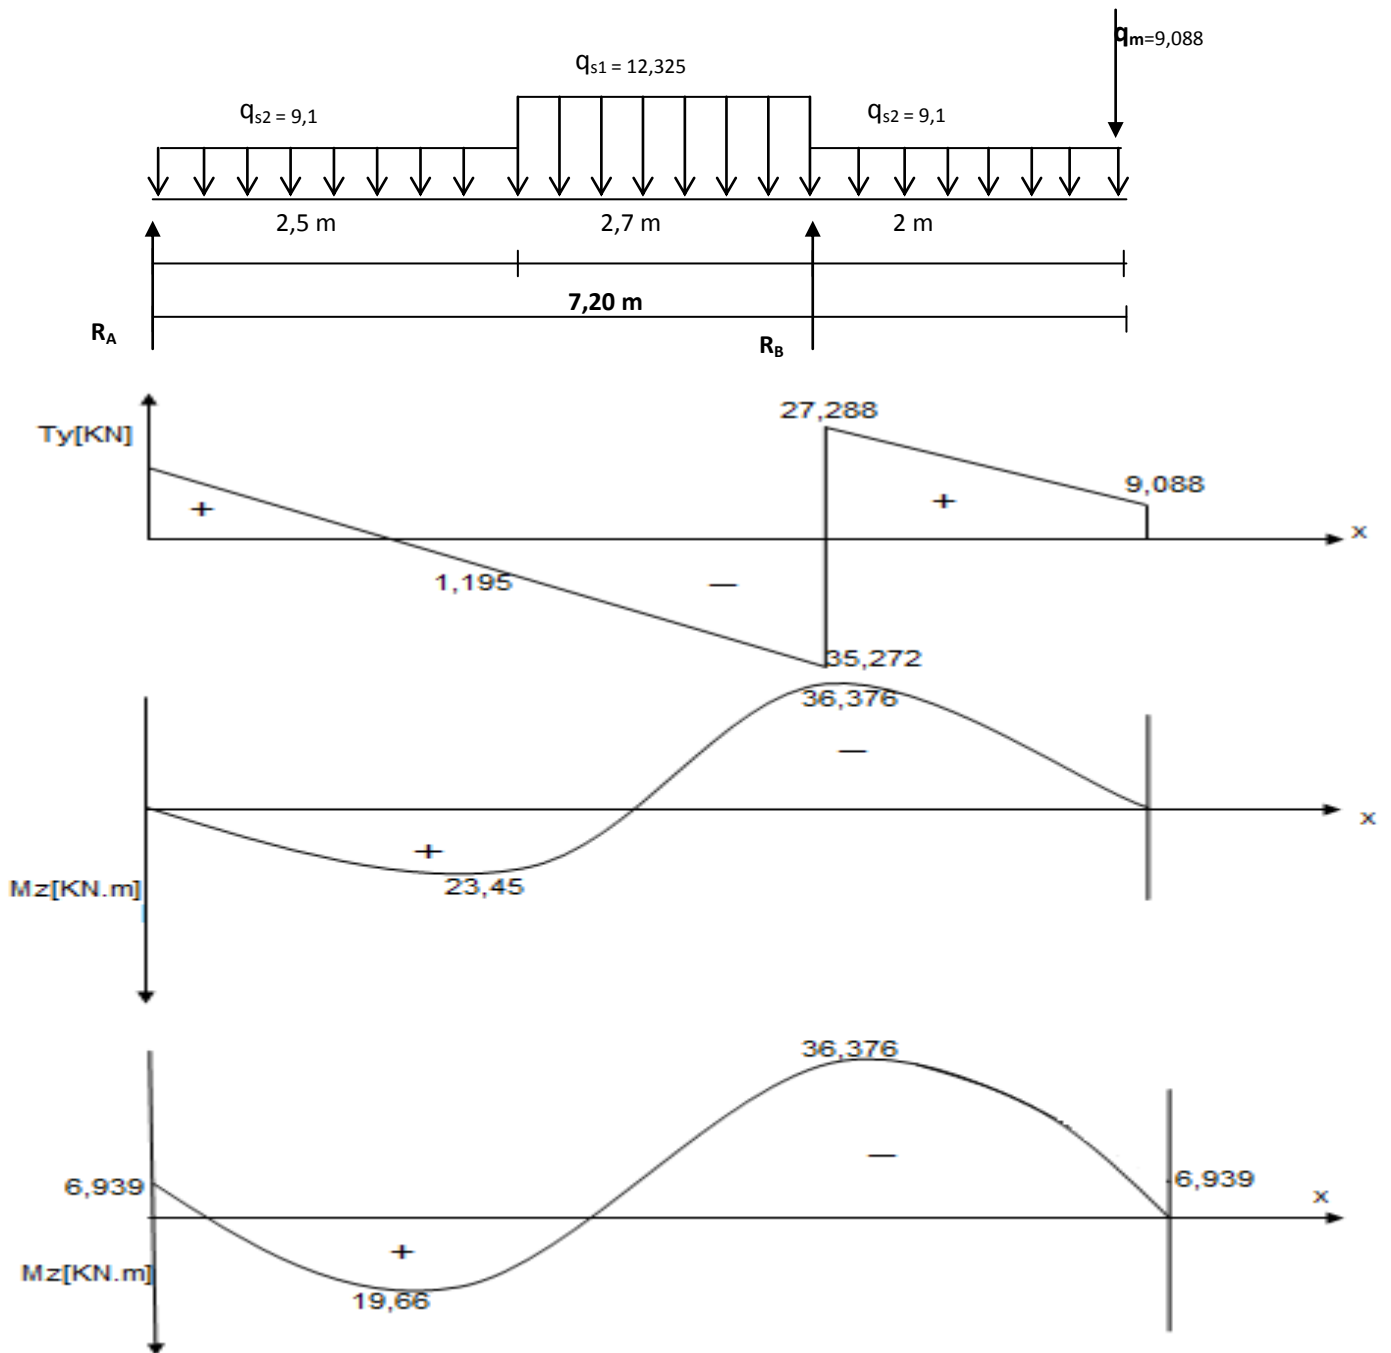 qm=9,088
qs1 = 12,325
qs2 = 9,1
qs2 = 9,1
2,5 m
2,7 m
2 m
7,20 m
RA
RB
27,288
Ty[KN]
9,088
+
+
x
1,195
—
35,272
36,376
—
x
+
23,45
Mz[KN.m]
36,376
—
6,939
6,939
x
+
Mz[KN.m]
19,66